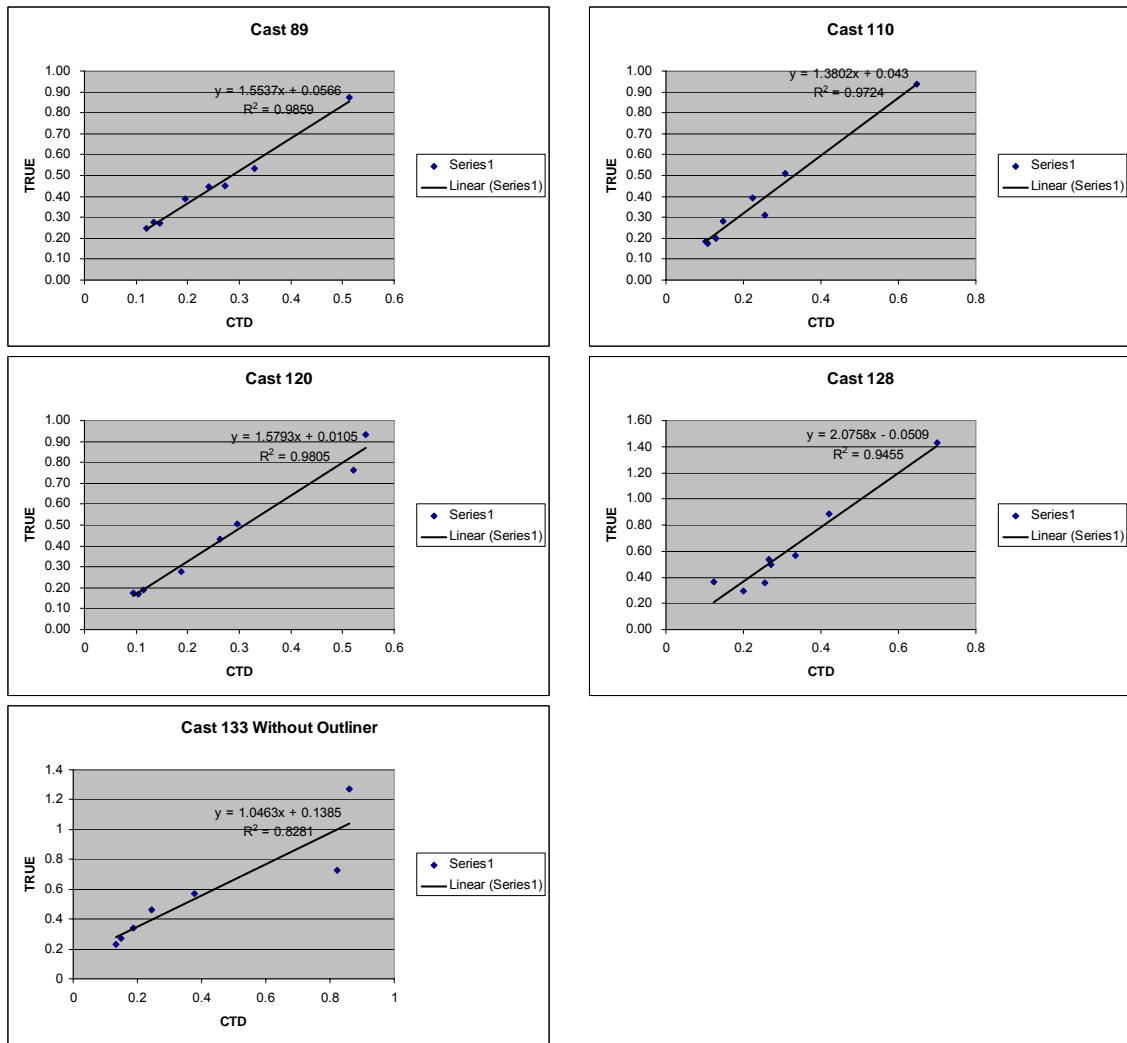 Cast 89
y = 1.5537x + 0.0566
R² = 0.9859
1.00
0.90
0.80
0.70
0.60
0.50
0.40
0.30
0.20
0.10
0.00
TRUE
0 0.1 0.2 0.3 0.4 0.5 0.6
CTD
Series1
Linear (Series1)
Cast 110
y = 1.3802x + 0.043
R² = 0.9724
1.00
0.90
0.80
0.70
0.60
0.50
0.40
0.30
0.20
0.10
0.00
TRUE
0 0.2 0.4 0.6 0.8
CTD
Series1
Linear (Series1)
Cast 120
y = 1.5793x + 0.0105
R² = 0.9805
1.00
0.90
0.80
0.70
0.60
0.50
0.40
0.30
0.20
0.10
0.00
TRUE
0 0.1 0.2 0.3 0.4 0.5 0.6
CTD
Series1
Linear (Series1)
Cast 128
y = 2.0758x - 0.0509
R² = 0.9455
1.60
1.40
1.20
1.00
0.80
0.60
0.40
0.20
0.00
TRUE
0 0.2 0.4 0.6 0.8
CTD
Series1
Linear (Series1)
Cast 133 Without Outliner
y = 1.0463x + 0.1385
R² = 0.8281
1.4
1.2
1
0.8
0.6
0.4
0.2
0
TRUE
0 0.2 0.4 0.6 0.8 1
CTD
Series1
Linear (Series1)